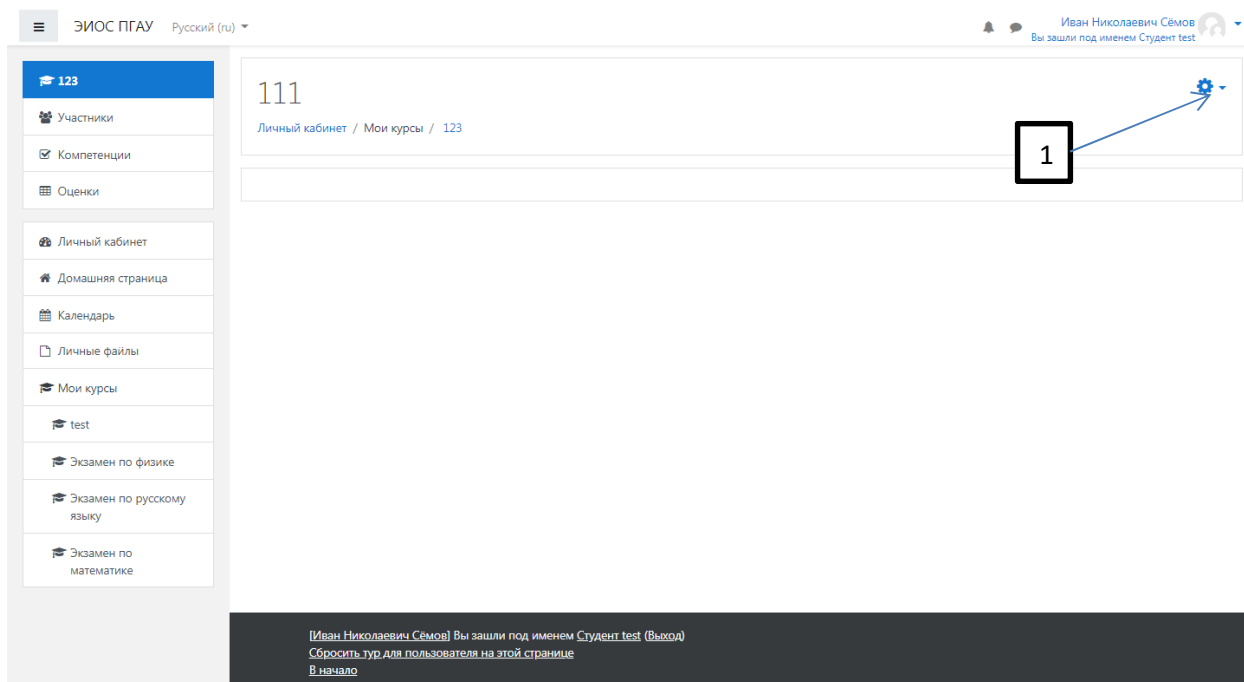 ЭИОС ПГАУ Русский (ru)
Иван Николаевич Сёмов
Вы зашли под именем Студент test
123
Участники
Компетенции
Оценки
Личный кабинет
Домашняя страница
Календарь
Личные файлы
Мои курсы
test
Экзамен по физике
Экзамен по русскому
языку
Экзамен по
математике
111
Личный кабинет / Мои курсы / 123
1
[Иван Николаевич Сёмов] Вы зашли под именем Студент test (Выход)
Сбросить тур для пользователя на этой странице
В начало